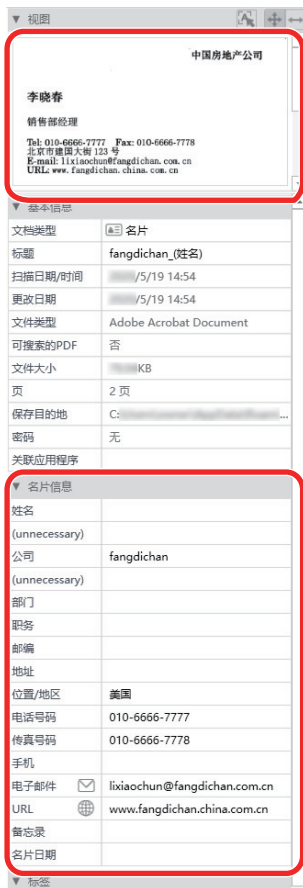 ▼ 视图
中国房地产公司
李晓春
销售部经理
Tel: 010-6666-7777 Fax: 010-6666-7778
北京市建国大街 123 号
E-mail: lixiaochun@fangdichan.com.cn
URL: www.fangdichan.china.com.cn
▼ 基本信息
文档类型 名片
标题 fangdichan_(姓名)
扫描日期/时间 /5/19 14:54
更改日期 /5/19 14:54
文件类型 Adobe Acrobat Document
可搜索的PDF 否
文件大小 KB
页 2 页
保存目的地 C: ...
密码 无
关联应用程序
▼ 名片信息
姓名
(unnecessary)
公司 fangdichan
(unnecessary)
部门
职务
邮编
地址
位置/地区 美国
电话号码 010-6666-7777
传真号码 010-6666-7778
手机
电子邮件 lixiaochun@fangdichan.com.cn
URL www.fangdichan.china.com.cn
备忘录
名片日期
▼ 标签